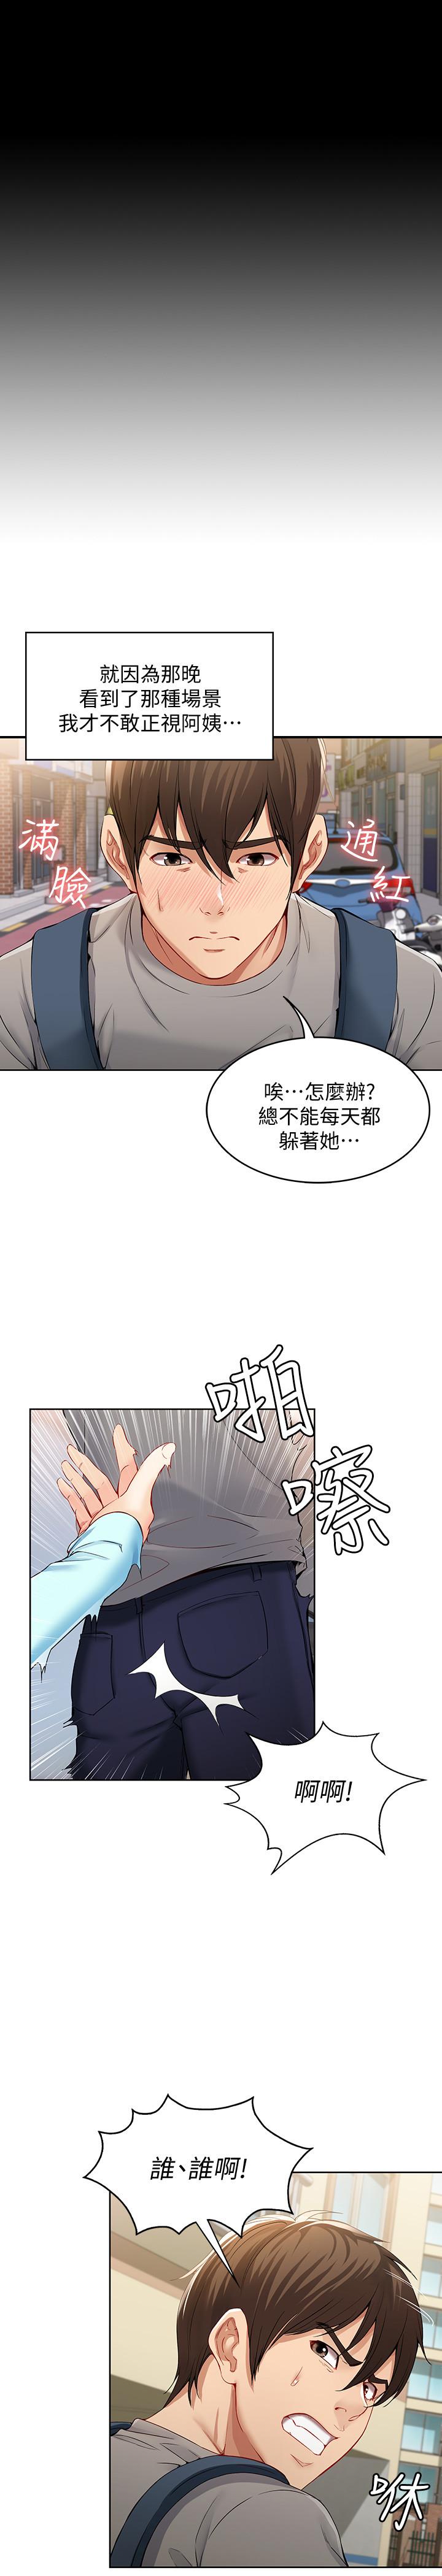 就因為那晚
看到了那種場景
我才不敢正視阿姨⋯
滿臉
通紅
唉⋯怎麼辦?
總不能每天都
躲著她⋯
啪嚓
啊啊!
誰、誰啊!
咻